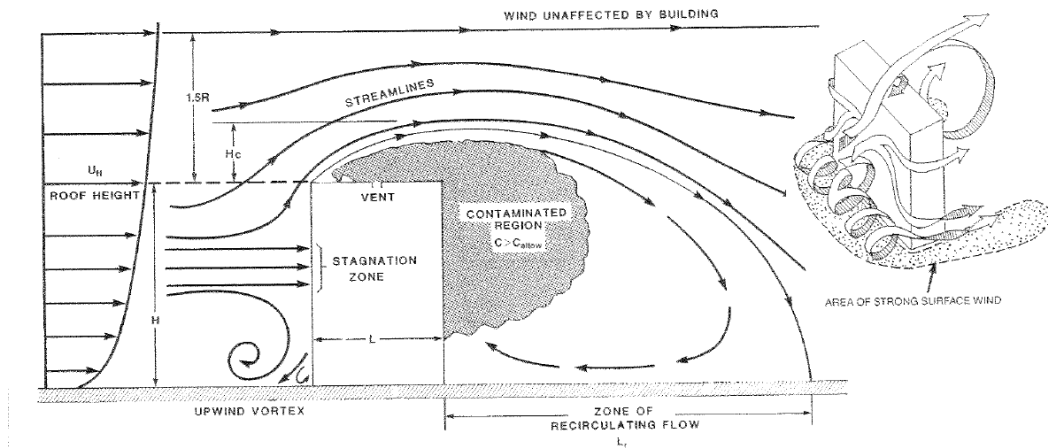 WIND UNAFFECTED BY BUILDING
1.5R
STREAMLINES
Hc
UH
ROOF HEIGHT
VENT
CONTAMINATED
REGION
C>Callow
STAGNATION
ZONE
H
L
AREA OF STRONG SURFACE WIND
UPWIND VORTEX
ZONE OF
RECIRCULATING FLOW
Lr